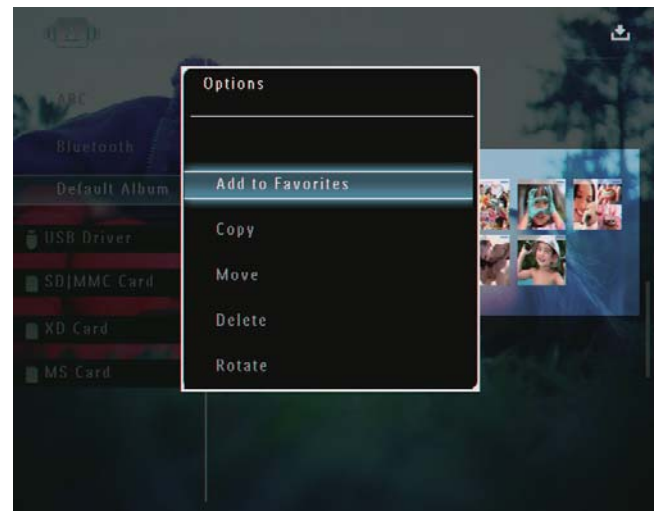 Options
Add to Favorites
Copy
Move
Delete
Rotate
ABC
Bluetooth
Default Album
USB Driver
SD|MMC Card
XD Card
MS Card